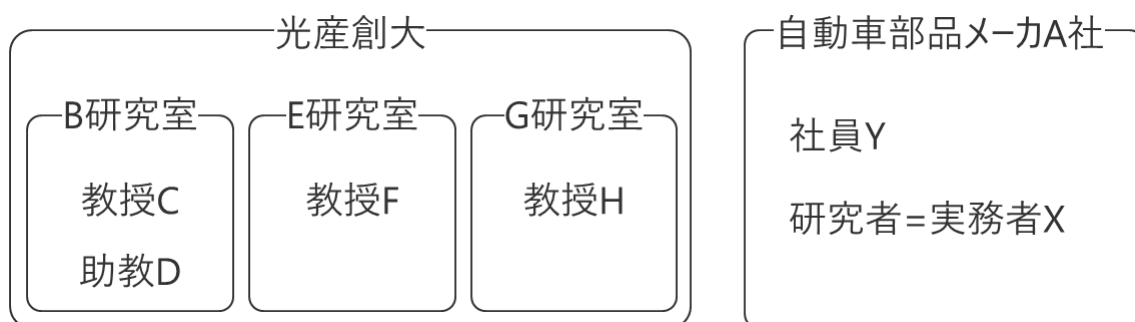 光産創大
B研究室
教授C
助教D
E研究室
教授F
G研究室
教授H
自動車部品メーカA社
社員Y
研究者=実務者X